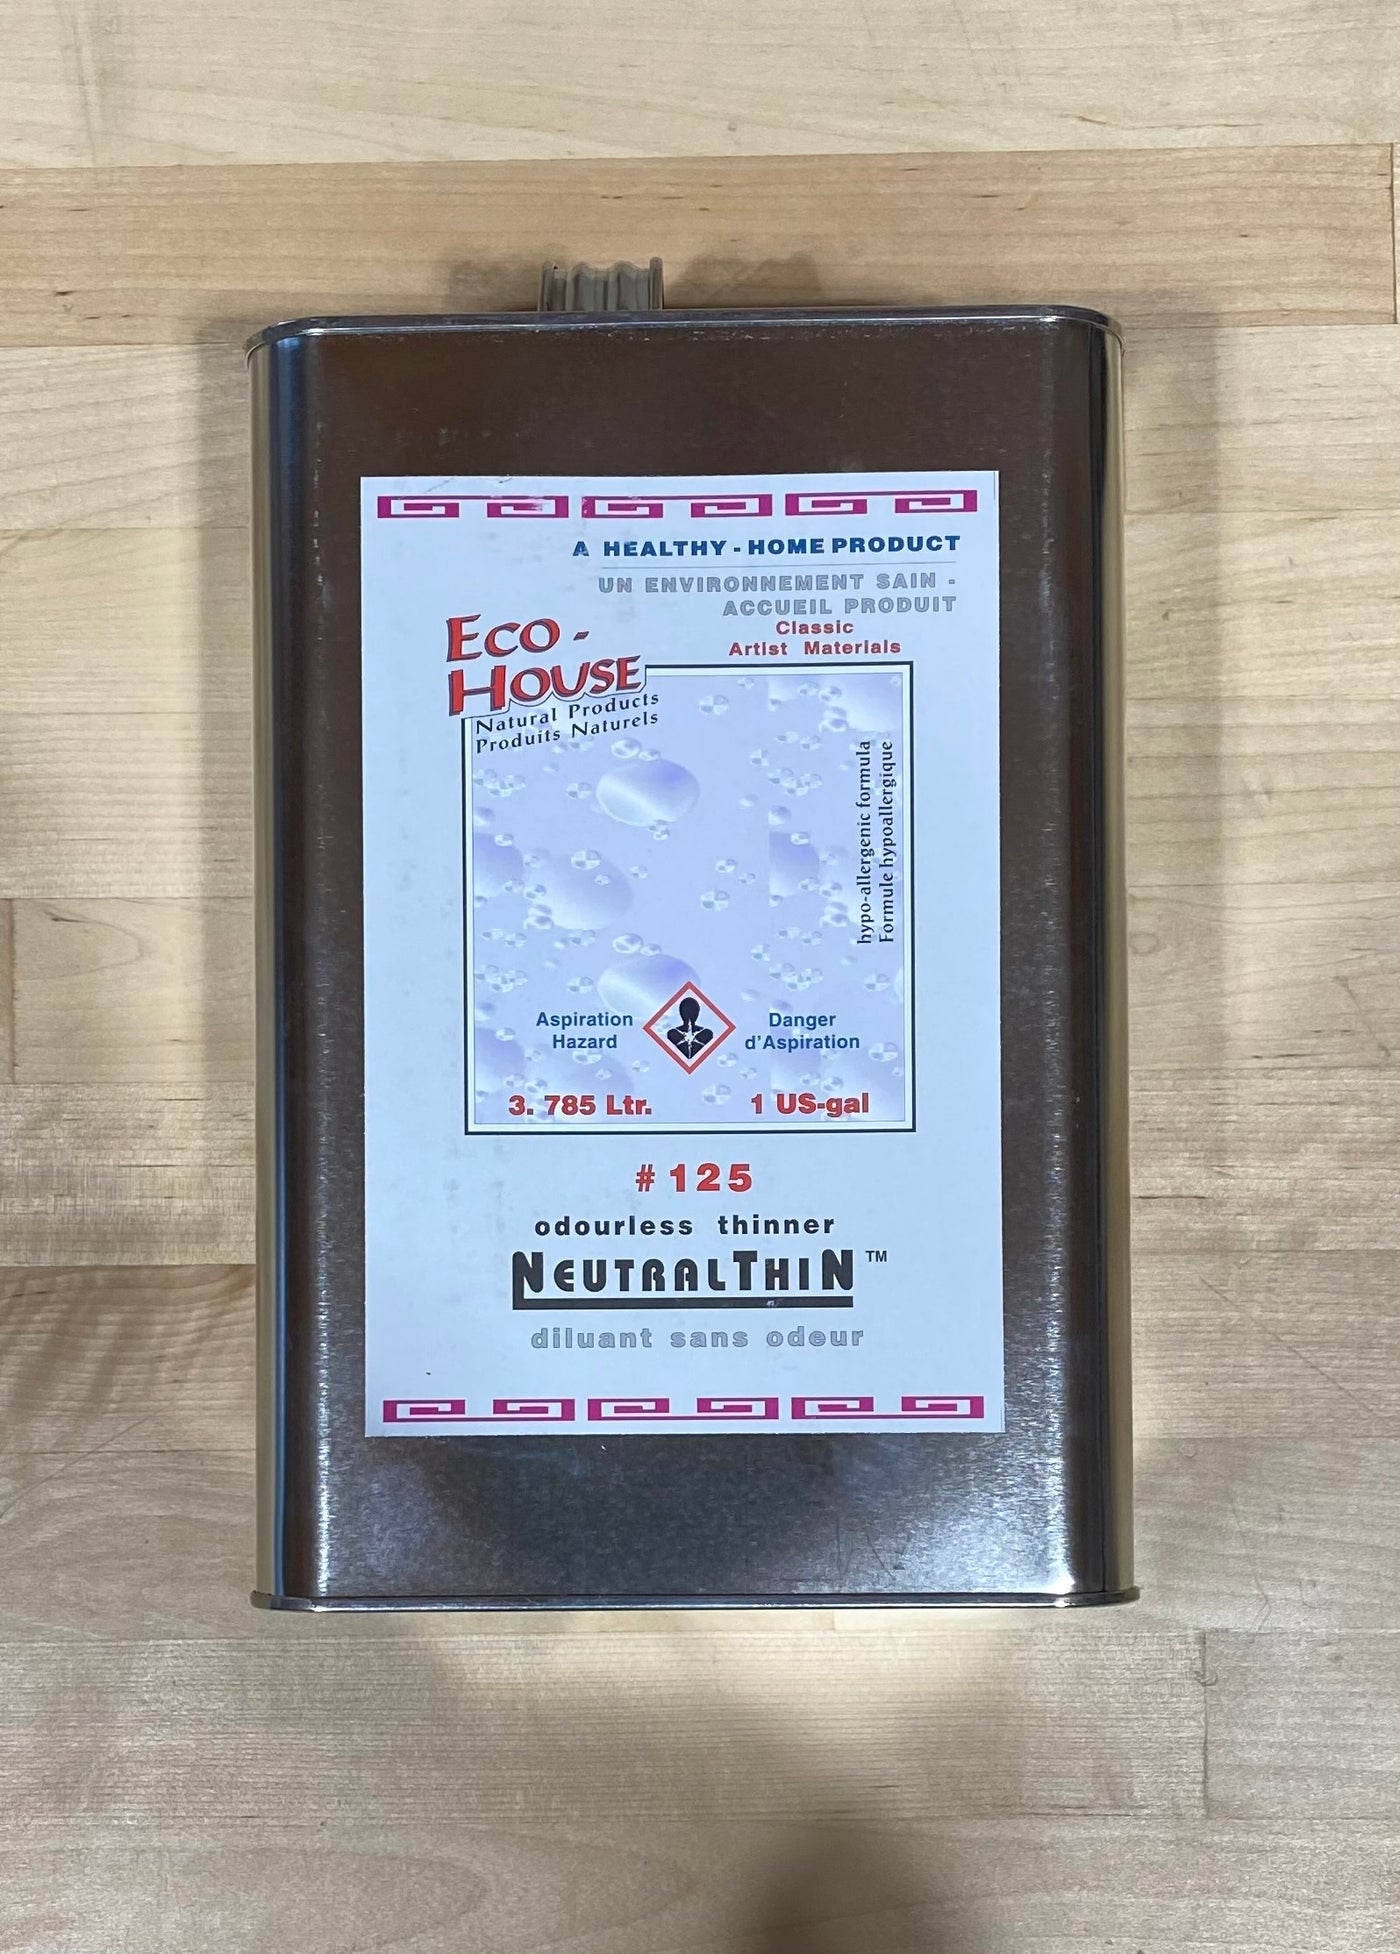 A HEALTHY - HOME PRODUCT
UN ENVIRONNEMENT SAIN -
ACCUEIL PRODUIT
Classic
Artist Materials
ECO -
HOUSE
Natural Products
Produits Naturels
hypo-allergenic formula
Formule hypoallergique
Aspiration
Hazard
Danger
d'Aspiration
3. 785 Ltr.
1 US-gal
# 125
odourless thinner
NEUTRALTHIN™
diluant sans odeur